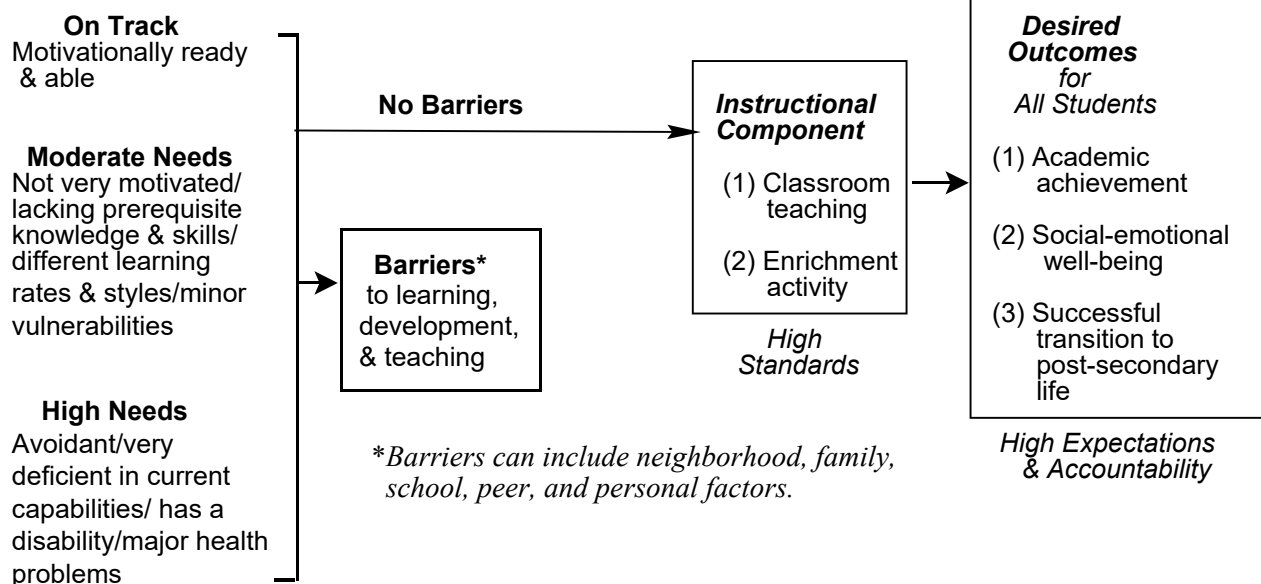 On Track
Motivationally ready
& able
Moderate Needs
Not very motivated/
lacking prerequisite
knowledge & skills/
different learning
rates & styles/minor
vulnerabilities
High Needs
Avoidant/very
deficient in current
capabilities/ has a
disability/major health
problems
No Barriers
Barriers*
to learning,
development,
& teaching
Instructional
Component
(1) Classroom
teaching
(2) Enrichment
activity
High
Standards
Desired
Outcomes
for
All Students
(1) Academic
achievement
(2) Social-emotional
well-being
(3) Successful
transition to
post-secondary
life
High Expectations
& Accountability
*Barriers can include neighborhood, family,
school, peer, and personal factors.